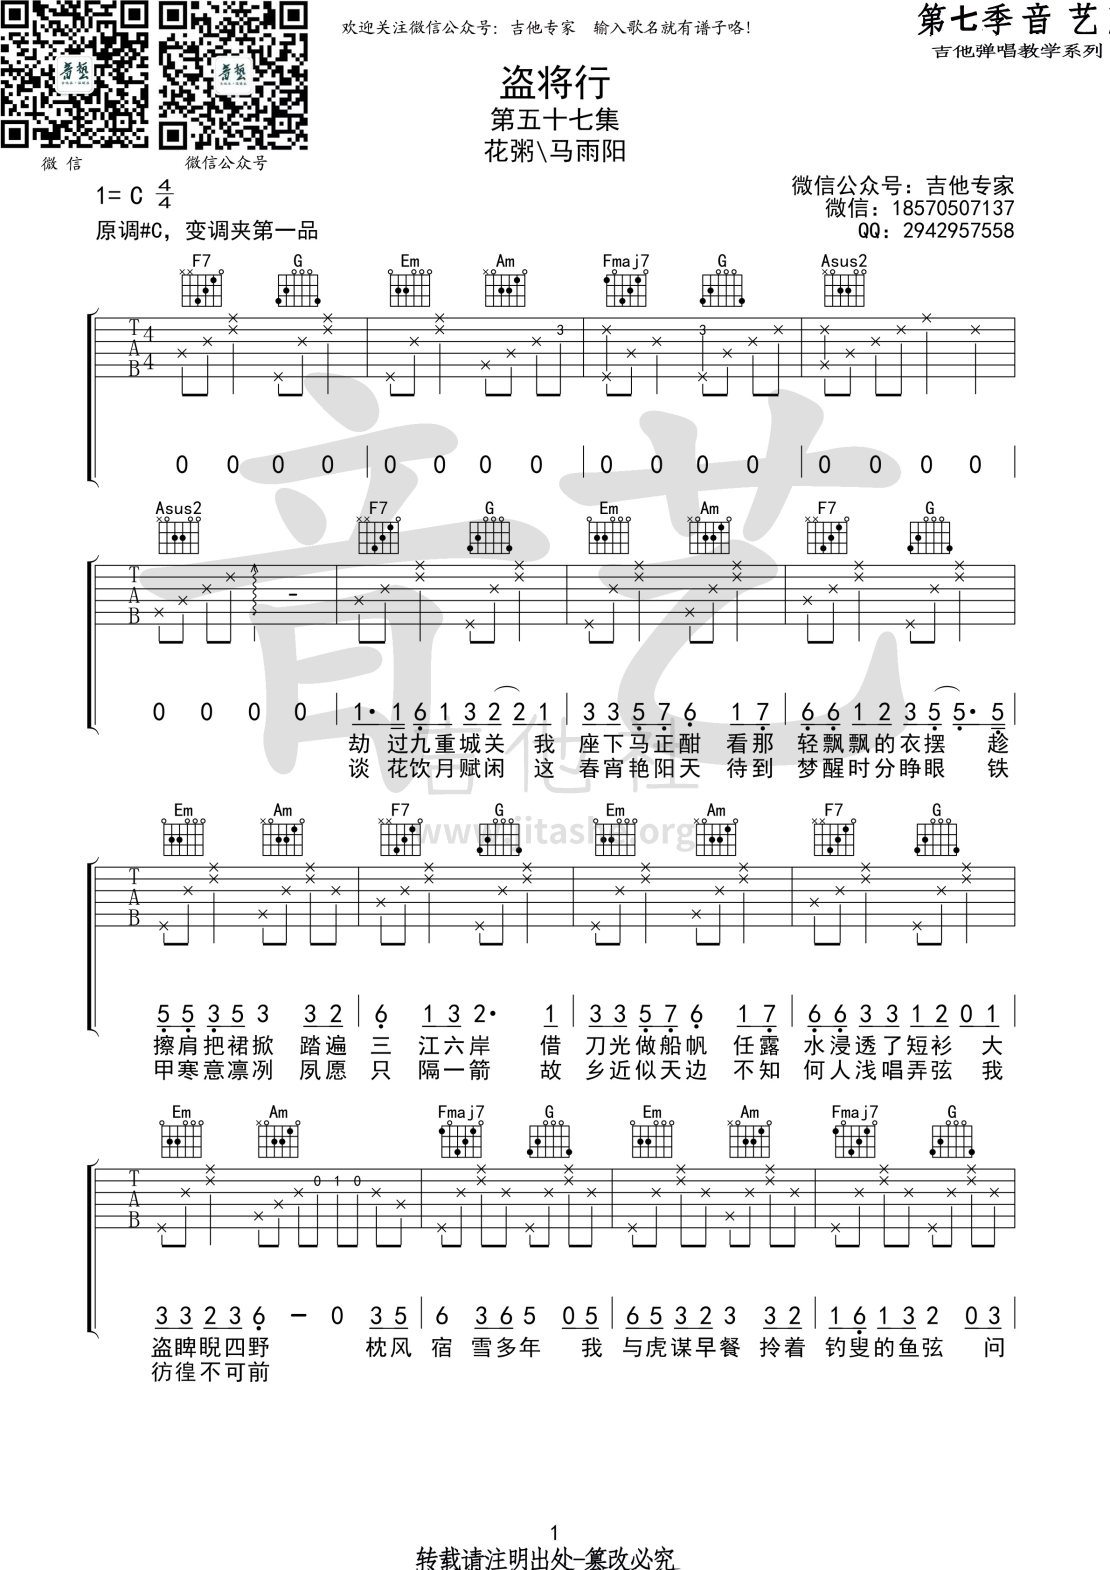 欢迎关注微信公众号：吉他专家　输入歌名就有谱子咯！
第七季音 艺
吉他弹唱教学系列
微 信
微信公众号
盗将行
第五十七集
花粥\马雨阳
1= C 4/4
原调#C，变调夹第一品
微信公众号：吉他专家
微信：18570507137
QQ：2942957558
F7 G Em Am Fmaj7 G Asus2
T A B 4 4 3 3
0 0 0 0 0 0 0 0 0 0 0 0 0 0 0 0
Asus2 F7 G Em Am F7 G
T A B
0 0 0 0 1· 1 6 1 3 2 2 1 3 3 5 7 6 1 7 6 6 1 2 3 5 5· 5
劫 过九重城关 我 座下马正酣 看那 轻飘飘的衣摆 趁
谈 花饮月赋闲 这 春宵艳阳天 待到 梦醒时分睁眼 铁
Em Am F7 G Em Am F7 G
T A B
5 5 3 5 3 3 2 6 1 3 2· 1 3 3 5 7 6 1 7 6 6 3 3 1 2 0 1
擦肩把裙掀 踏遍 三 江六岸 借 刀光做船帆 任露 水浸透了短衫 大
甲寒意凛冽 夙愿 只 隔一箭 故 乡近似天边 不知 何人浅唱弄弦 我
Em Am Fmaj7 G Em Am Fmaj7 G
T A B 0 1 0
3 3 2 3 6 – 0 3 5 6 3 6 5 0 5 6 5 3 2 3 3 2 1 6 1 3 2 0 3
盗睥睨四野 枕风 宿 雪多年 我 与虎谋早餐 拎着 钓叟的鱼弦 问
彷徨不可前
音艺
吉他社
www.jitashe.org
1
转载请注明出处-篡改必究